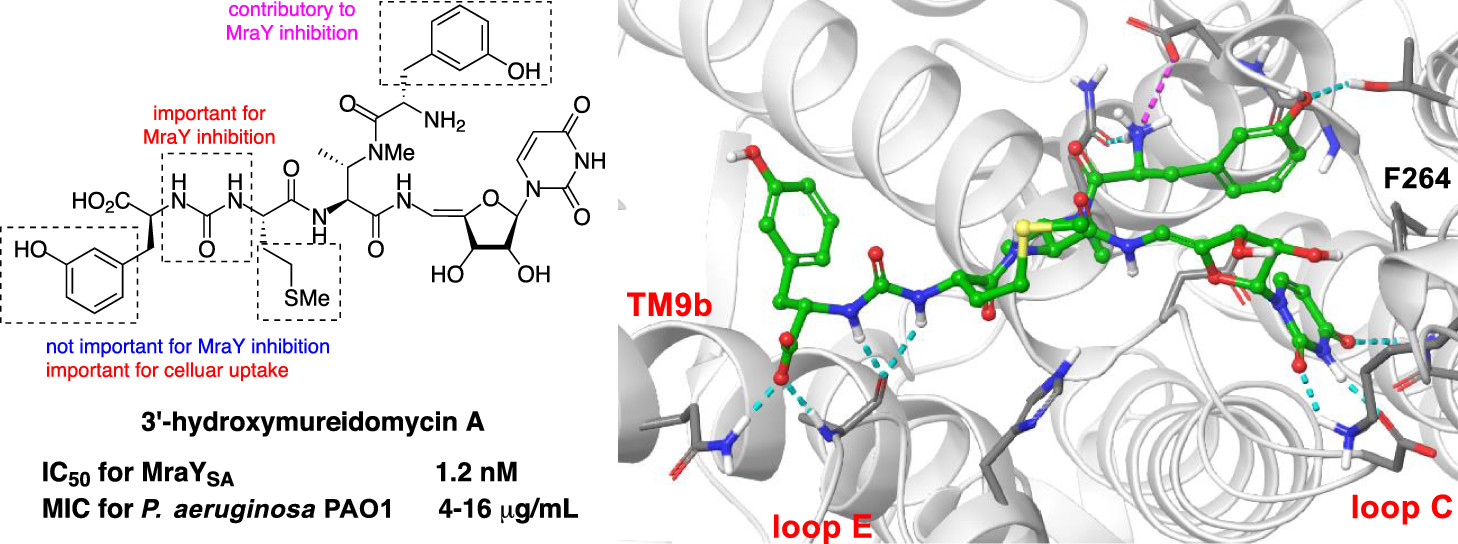 contributory to
MraY inhibition
OH
important for
MraY inhibition
O
NH2
O
NMe
NH
N
O
O
HO2C
H
N
H
N
O
O
N
H
O
H
N
O
HO
OH
HO
SMe
not important for MraY inhibition
important for celluar uptake
3'-hydroxymureidomycin A
IC50 for MraYSA 1.2 nM
MIC for P. aeruginosa PAO1 4-16 μg/mL
F264
TM9b
loop E
loop C